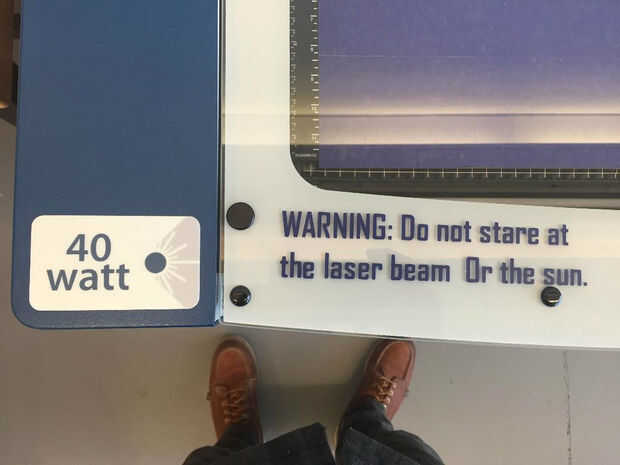 40
watt
WARNING: Do not stare at
the laser beam Or the sun.